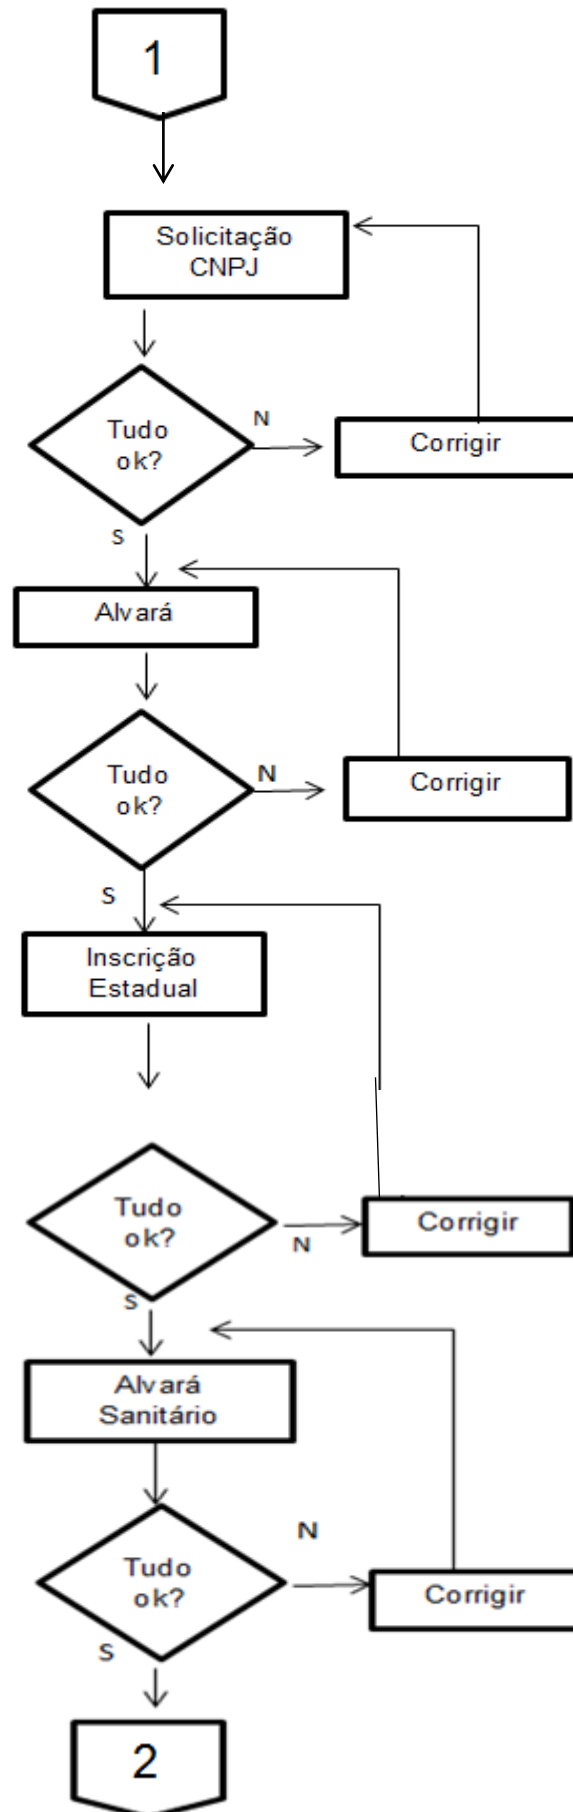 1
Solicitação
CNPJ
Tudo
ok?
N
Corrigir
S
Alvará
Tudo
ok?
N
Corrigir
S
Inscrição
Estadual
Tudo
ok?
N
Corrigir
S
Alvará
Sanitário
Tudo
ok?
N
Corrigir
S
2